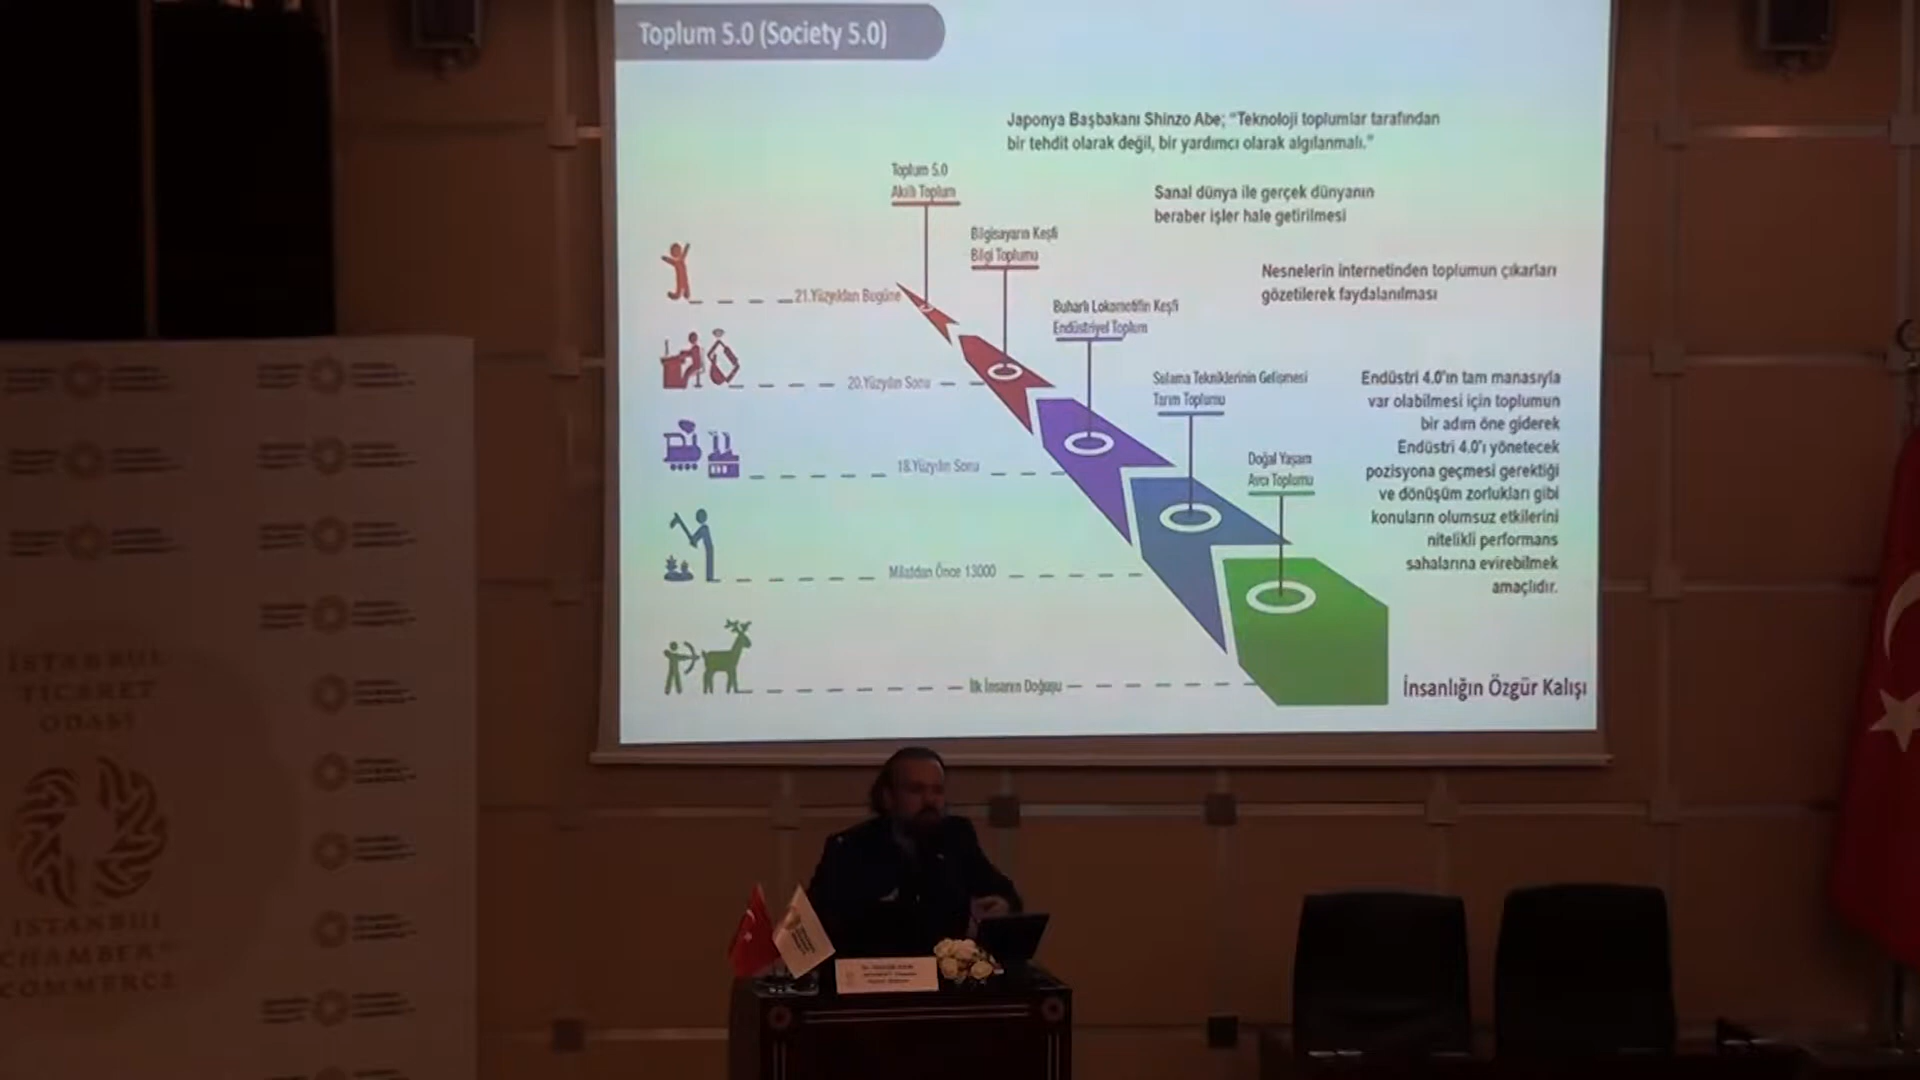 Toplum 5.0 (Society 5.0)
Japonya Başbakanı Shinzo Abe; "Teknoloji toplumlar tarafından
bir tehdit olarak değil, bir yardımcı olarak algılanmalı."
Toplum 5.0
Akıllı Toplum
Sanal dünya ile gerçek dünyanın
beraber işler hale getirilmesi
Bilgisayarın Keşfi
Bilgi Toplumu
Nesnelerin internetinden toplumun çıkarları
gözetilerek faydalanılması
21.Yüzyıldan Bugüne
Buharlı Lokomotifin Keşfi
Endüstriyel Toplum
20.Yüzyılın Sonu
Sulama Tekniklerinin Gelişmesi
Tarım Toplumu
Endüstri 4.0'ın tam manasıyla
var olabilmesi için toplumun
bir adım öne giderek
Endüstri 4.0'ı yönetecek
pozisyona geçmesi gerektiği
ve dönüşüm zorlukları gibi
konuların olumsuz etkilerini
nitelikli performans
sahalarına evirebilmek
amaçlıdır.
18.Yüzyılın Sonu
Doğal Yaşam
Avcı Toplumu
Milattan Önce 13000
İlk İnsanın Doğuşu
İnsanlığın Özgür Kalışı
İSTANBUL
TİCARET
ODASI
ISTANBUL
CHAMBER OF
COMMERCE